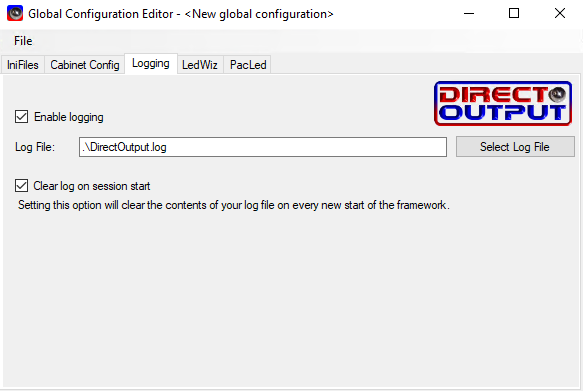 Global Configuration Editor - <New global configuration>
File
IniFiles Cabinet Config Logging LedWiz PacLed
DIRECT
OUTPUT
Enable logging
Log File: .\DirectOutput.log Select Log File
Clear log on session start
Setting this option will clear the contents of your log file on every new start of the framework.